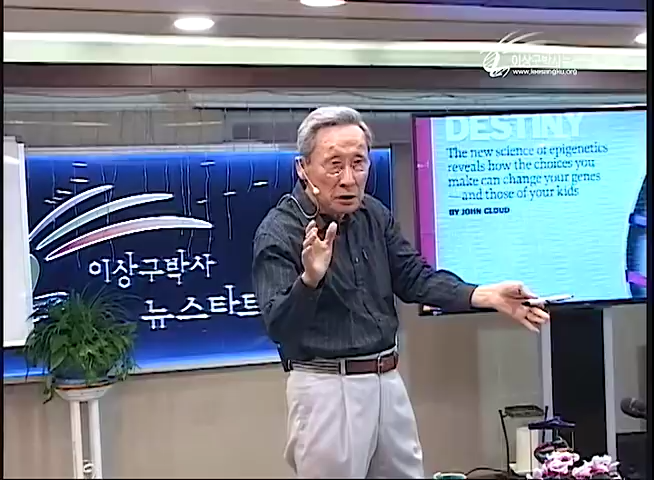 이상구박사
www.leesangku.org
DESTINY
The new science of epigenetics
reveals how the choices you
make can change your genes
—and those of your kids
BY JOHN CLOUD
이상구박사
뉴스타트